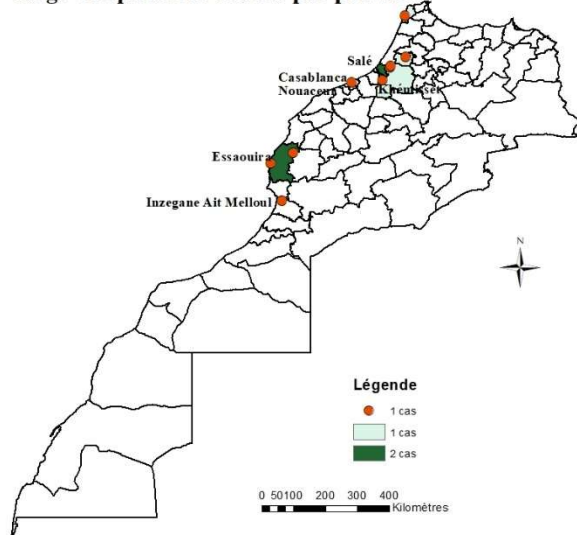 Salé
Casablanca
Nouaceur
Khémisset
Essaouira
Inzegane Ait Melloul
N
Légende
1 cas
1 cas
2 cas
0 50100 200 300 400
Kilomètres